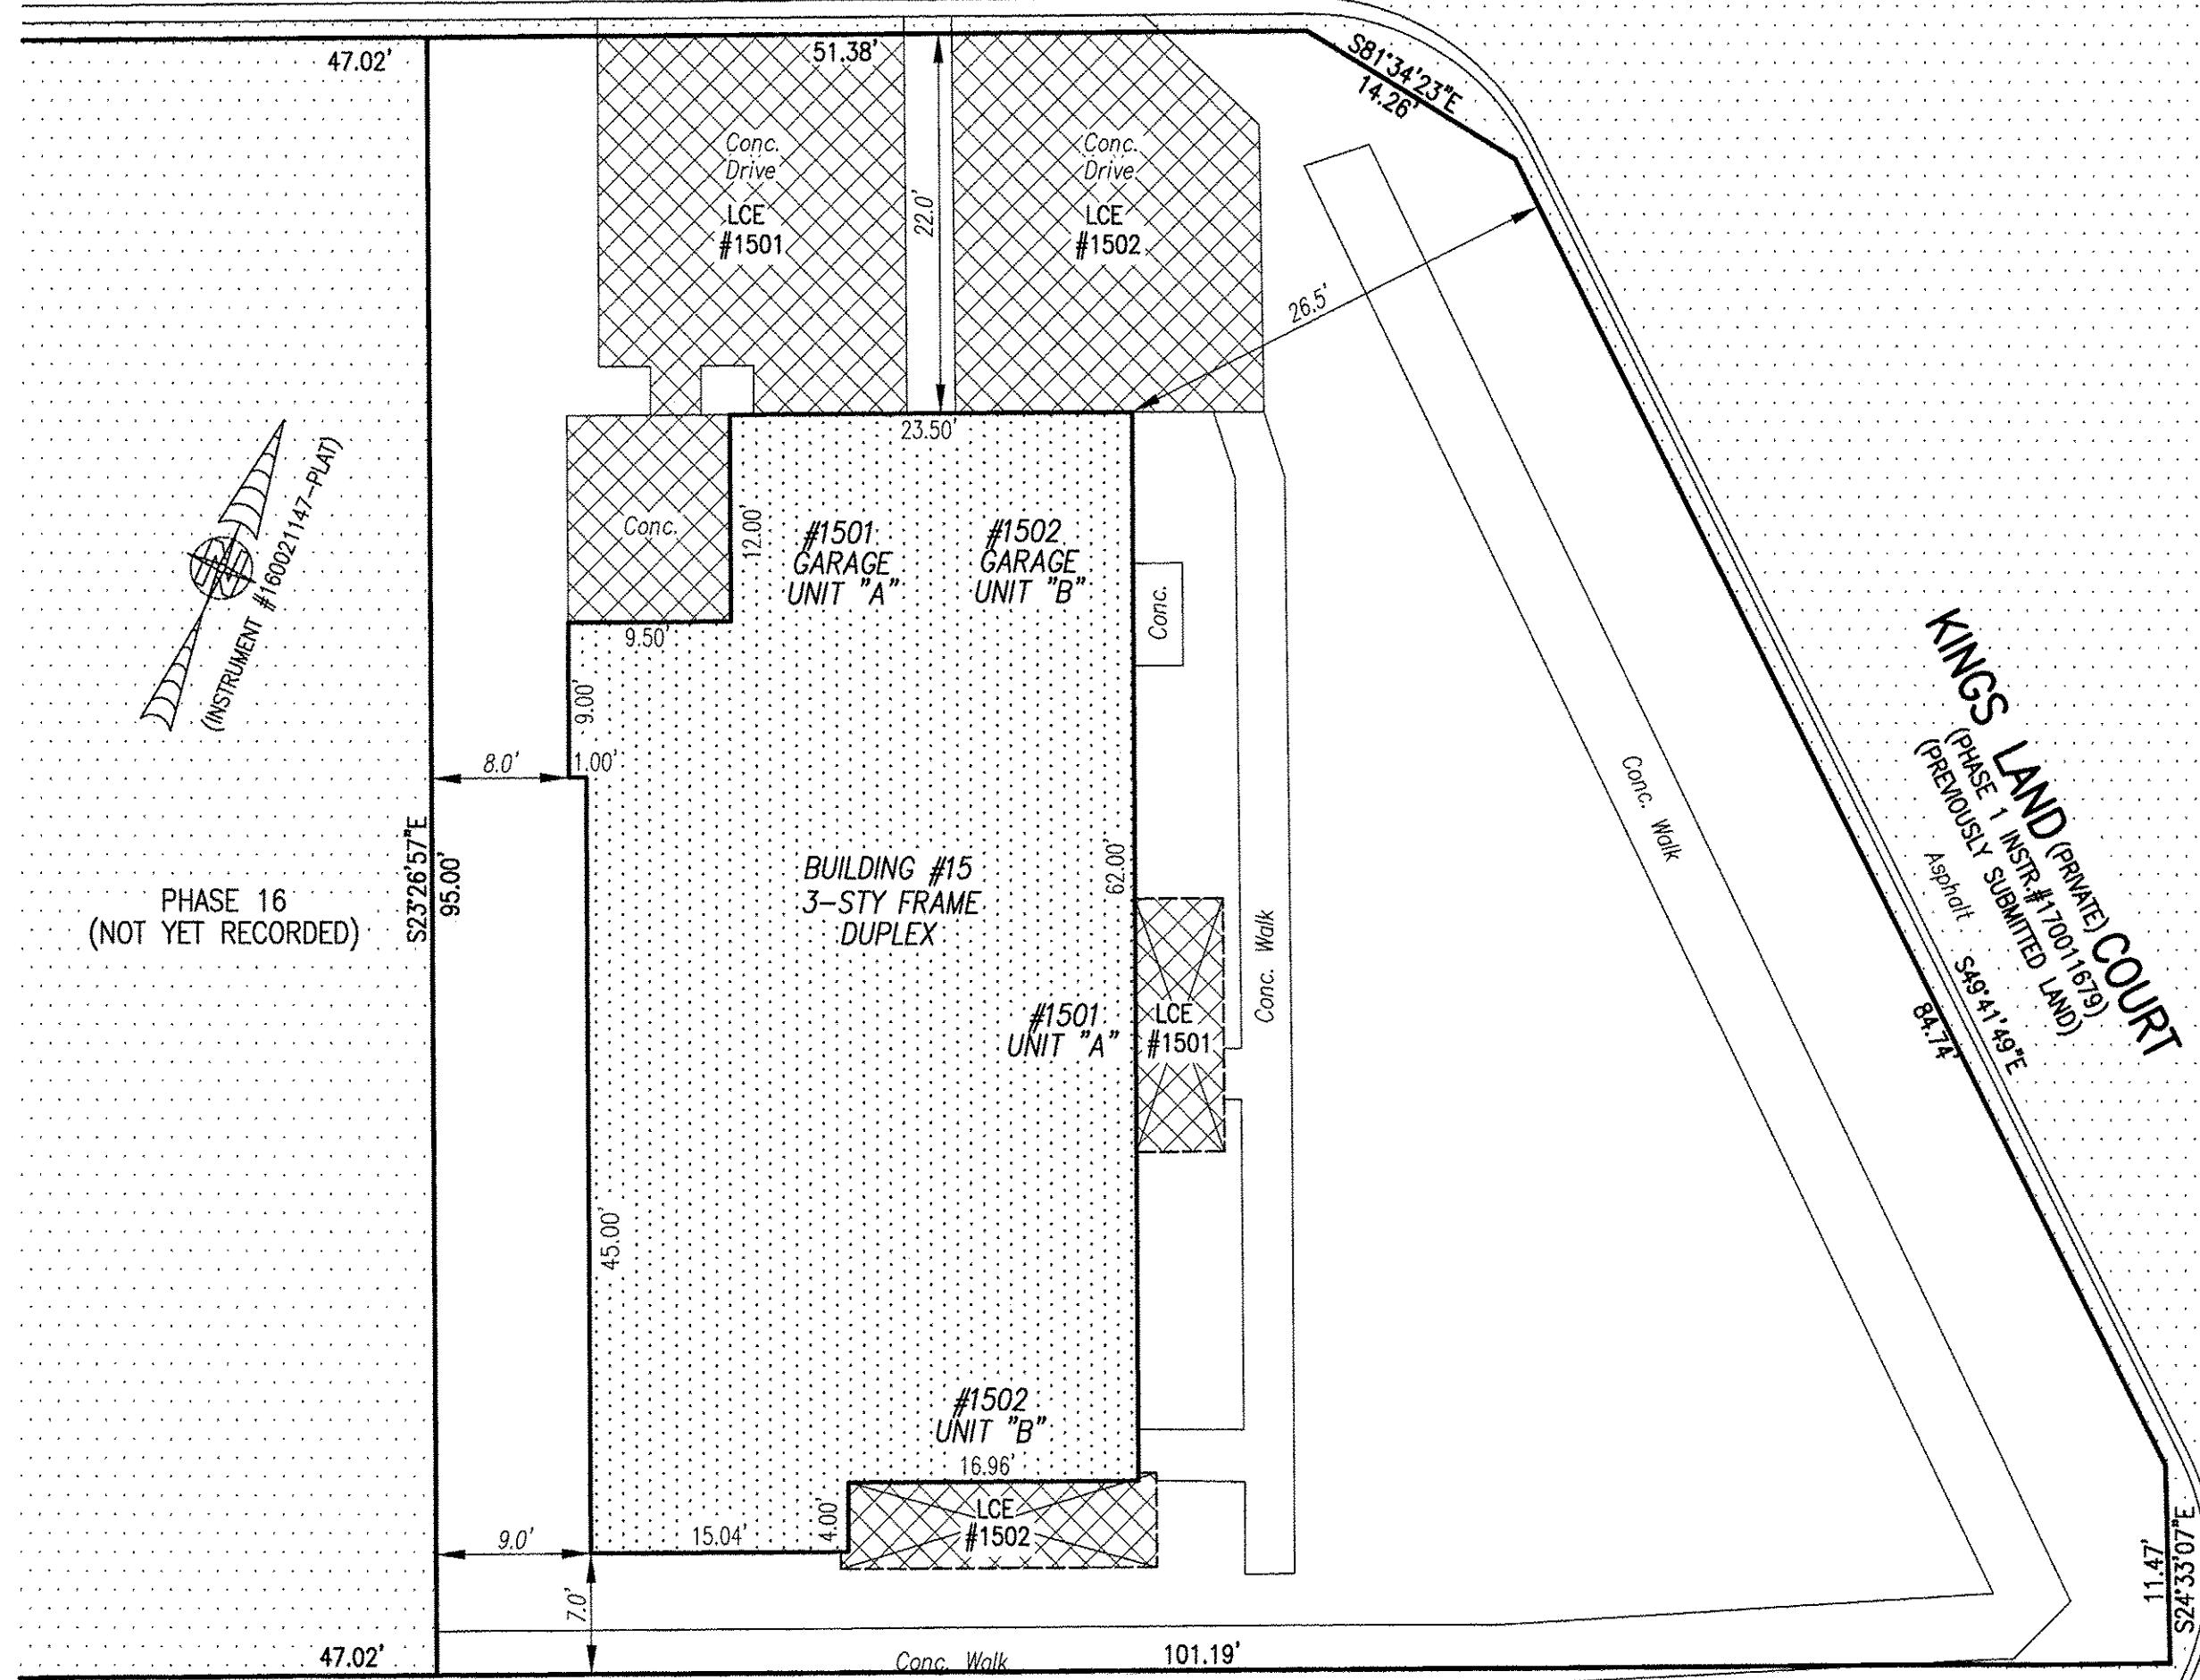 47.02'
51.38'
S81°34'23"E
14.26'
Conc.
Drive
LCE
#1501
22.0'
Conc.
Drive
LCE
#1502
26.5'
23.50'
(INSTRUMENT #160021147-PLAT)
Conc.
12.00'
#1501
GARAGE
UNIT "A"
#1502
GARAGE
UNIT "B"
Conc.
9.50'
9.00'
8.0'
1.00'
S23°26'57"E
95.00'
PHASE 16
(NOT YET RECORDED)
BUILDING #15
3-STY FRAME
DUPLEX
62.00'
Conc. Walk
Conc. Walk
KINGS LAND (PRIVATE) COURT
(PHASE 1 INSTR.#170011679)
(PREVIOUSLY SUBMITTED LAND)
Asphalt
S49°41'49"E
84.74'
#1501
UNIT "A"
LCE
#1501
45.00'
#1502
UNIT "B"
16.96'
LCE
#1502
4.00'
15.04'
9.0'
7.0'
11.47'
S24°33'07"E
47.02'
Conc. Walk
101.19'